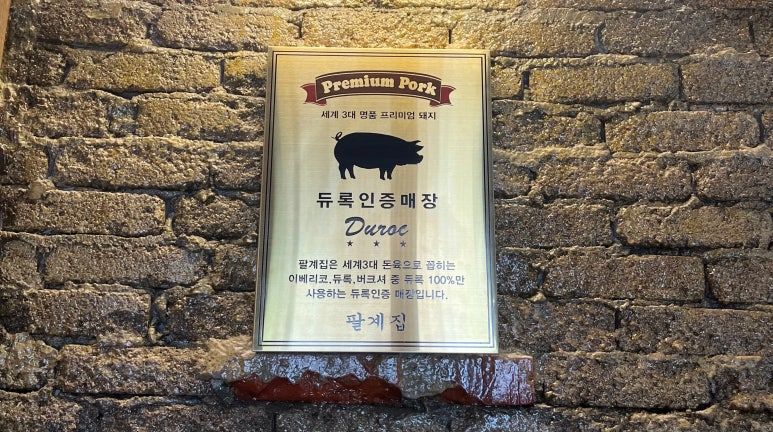 Premium Pork
세계 3대 명품 프리미엄 돼지
듀록인증매장
Duroc
팔계집은 세계3대 돈육으로 꼽히는
이베리코,듀록,버크셔 중 듀록 100%만
사용하는 듀록인증 매장입니다.
팔계집